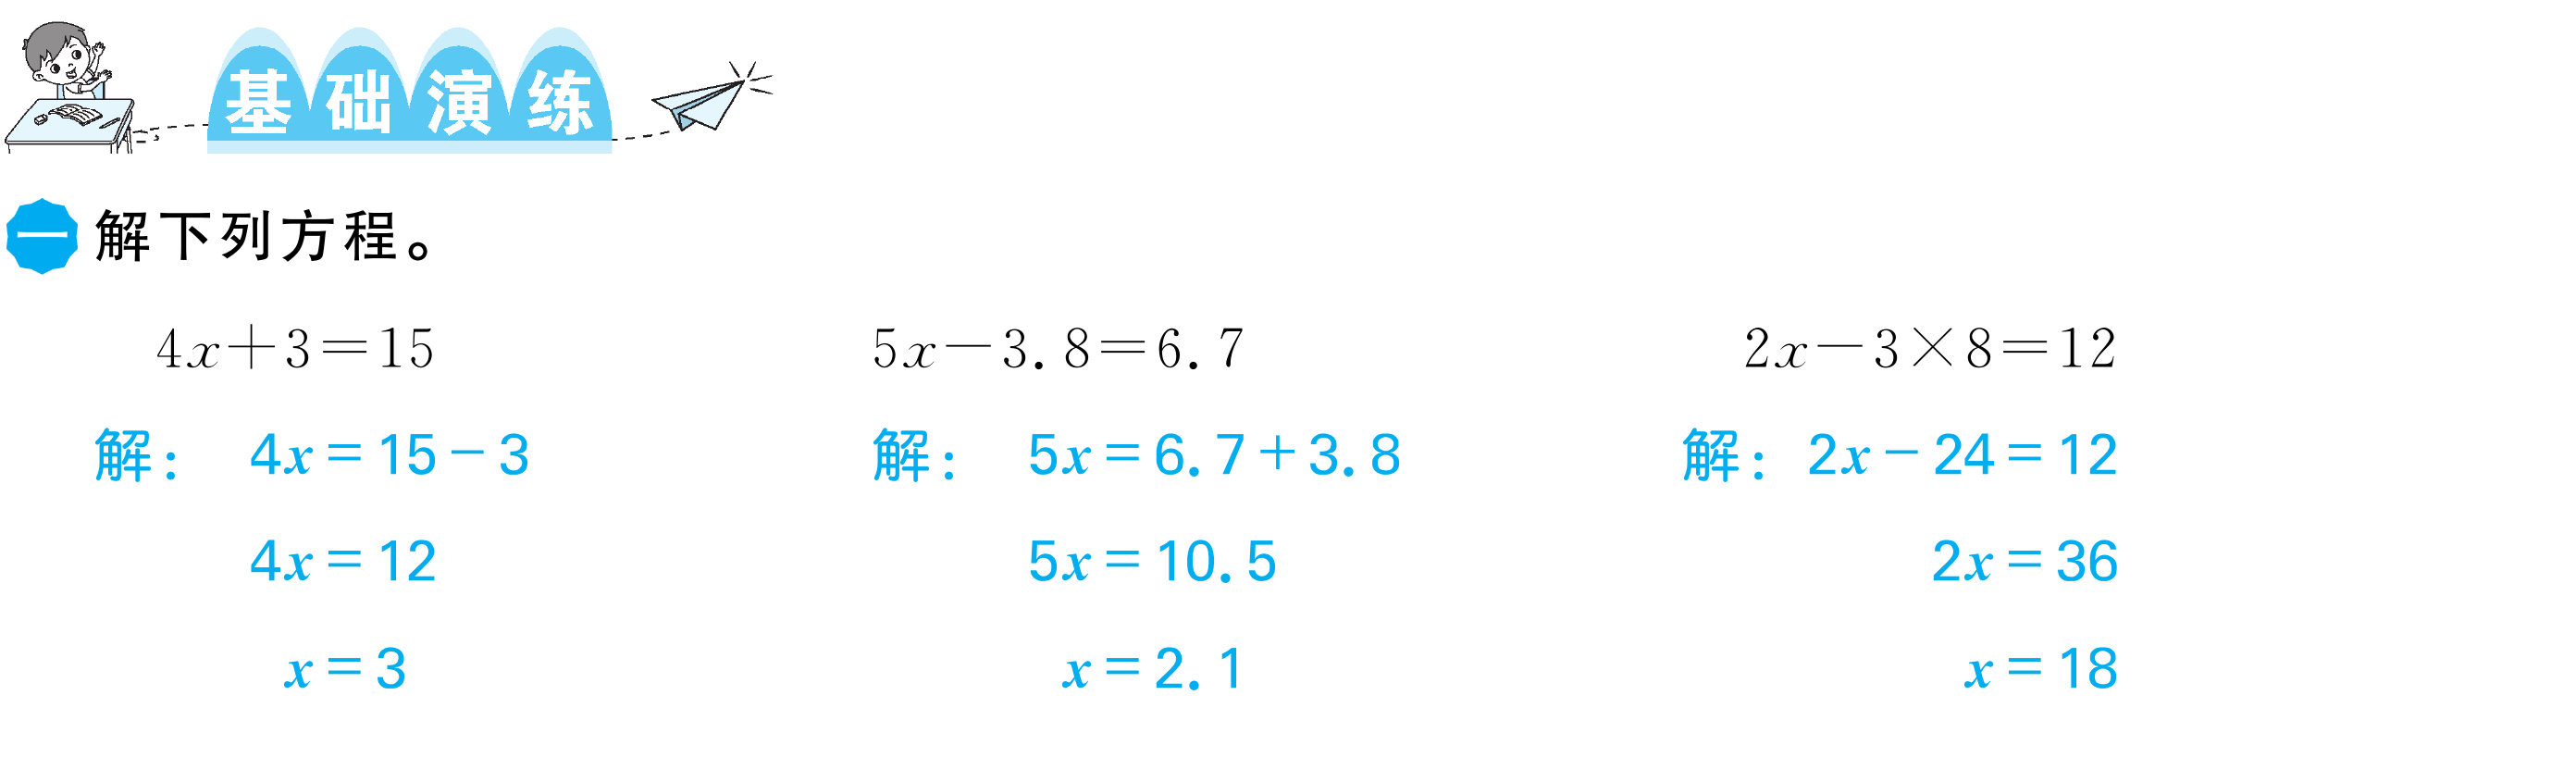 基础演练
一 解下列方程。
4x+3=15 5x-3.8=6.7 2x-3×8=12
解: 4x=15-3 解: 5x=6.7+3.8 解: 2x-24=12
4x=12 5x=10.5 2x=36
x=3 x=2.1 x=18